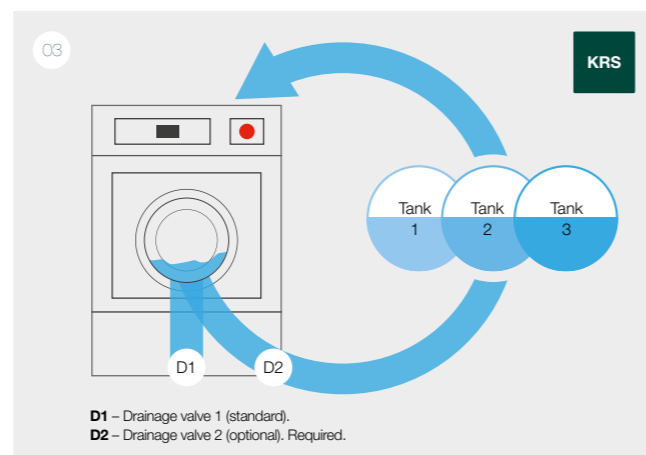 03
KRS
Tank
1
Tank
2
Tank
3
D1
D2
D1 – Drainage valve 1 (standard).
D2 – Drainage valve 2 (optional). Required.